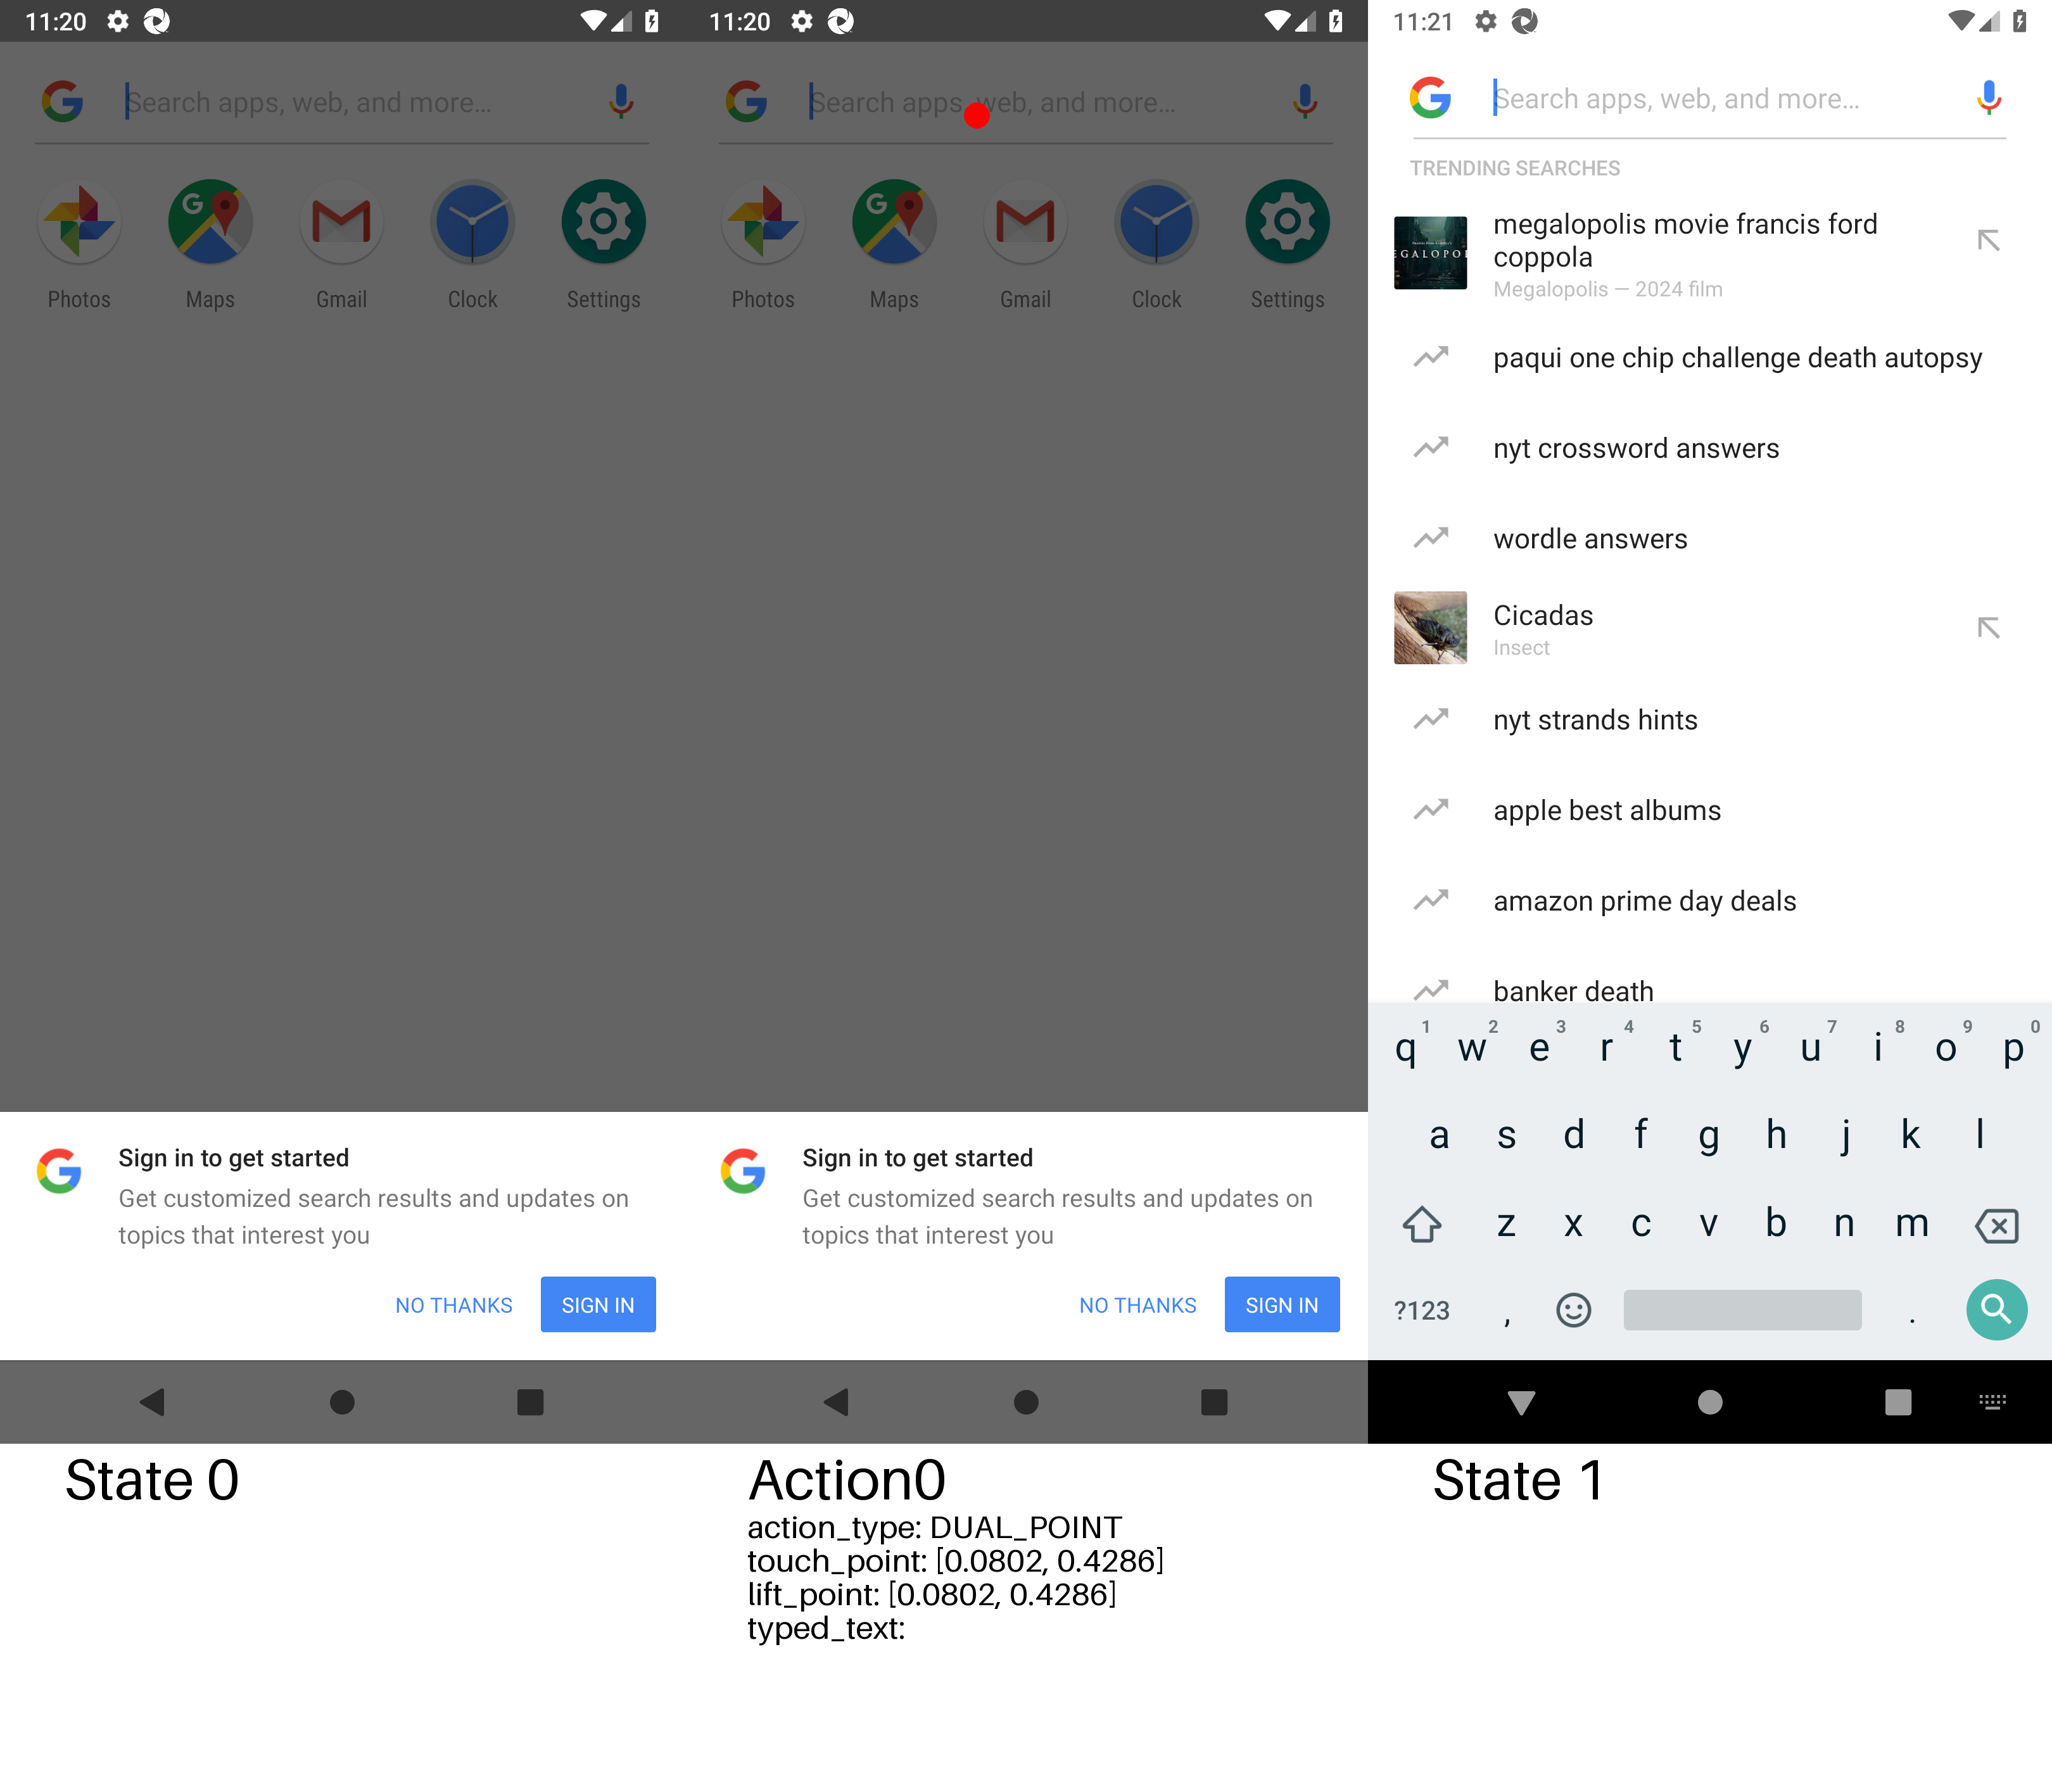 11:20
Search apps, web, and more...
Photos Maps Gmail Clock Settings
Sign in to get started
Get customized search results and updates on
topics that interest you
NO THANKS SIGN IN
State 0
11:20
Search apps, web, and more...
Photos Maps Gmail Clock Settings
Sign in to get started
Get customized search results and updates on
topics that interest you
NO THANKS SIGN IN
Action0
action_type: DUAL_POINT
touch_point: [0.0802, 0.4286]
lift_point: [0.0802, 0.4286]
typed_text:
11:21
Search apps, web, and more...
TRENDING SEARCHES
EGALOPOL
megalopolis movie francis ford
coppola
Megalopolis — 2024 film
paqui one chip challenge death autopsy
nyt crossword answers
wordle answers
Cicadas
Insect
nyt strands hints
apple best albums
amazon prime day deals
banker death
1 2 3 4 5 6 7 8 9 0
q w e r t y u i o p
a s d f g h j k l
z x c v b n m
?123 , .
State 1